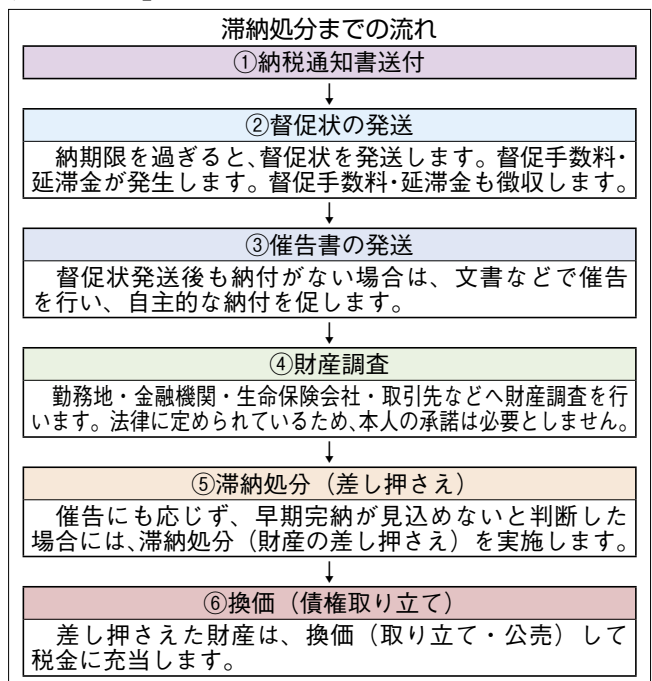 滞納処分までの流れ
①納税通知書送付
↓
②督促状の発送
納期限を過ぎると、督促状を発送します。督促手数料・
延滞金が発生します。督促手数料・延滞金も徴収します。
↓
③催告書の発送
督促状発送後も納付がない場合は、文書などで催告
を行い、自主的な納付を促します。
↓
④財産調査
勤務地・金融機関・生命保険会社・取引先などへ財産調査を行
います。法律に定められているため、本人の承諾は必要としません。
↓
⑤滞納処分（差し押さえ）
催告にも応じず、早期完納が見込めないと判断した
場合には、滞納処分（財産の差し押さえ）を実施します。
↓
⑥換価（債権取り立て）
差し押さえた財産は、換価（取り立て・公売）して
税金に充当します。